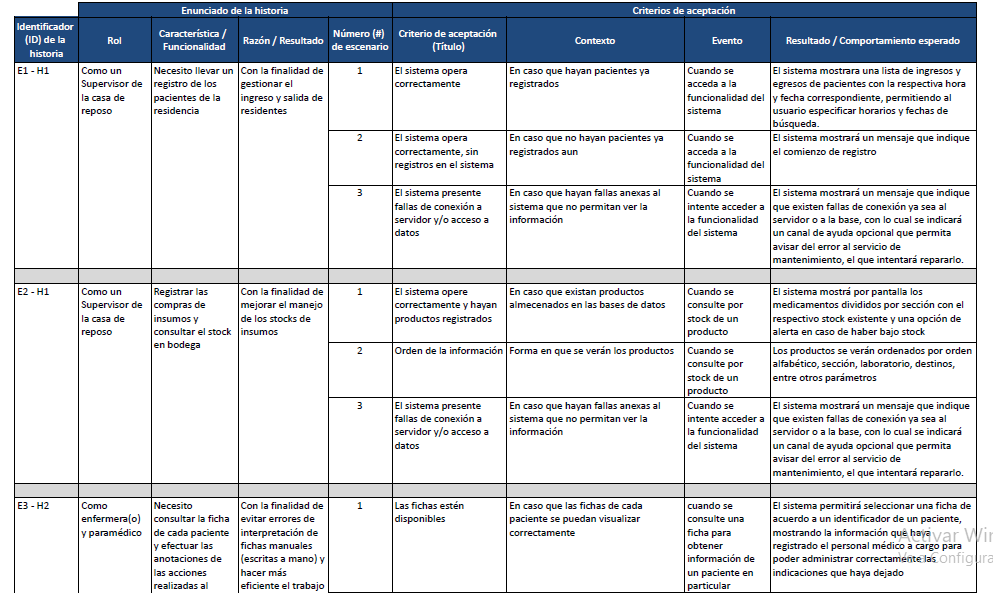 Enunciado de la historia
Criterios de aceptación
Identificador
(ID) de la
historia
Rol
Característica /
Funcionalidad
Razón / Resultado
Número (#)
de escenario
Criterio de aceptación
(Título)
Contexto
Evento
Resultado / Comportamiento esperado
E1 - H1
Como un
Supervisor de
la casa de
reposo
Necesito llevar un
registro de los
pacientes de la
residencia
Con la finalidad de
gestionar el
ingreso y salida de
residentes
1
El sistema opera
correctamente
En caso que hayan pacientes ya
registrados
Cuando se
acceda a la
funcionalidad del
sistema
El sistema mostrara una lista de ingresos y
egresos de pacientes con la respectiva hora
y fecha correspondiente, permitiendo al
usuario especificar horarios y fechas de
búsqueda.
2
El sistema opera
correctamente, sin
registros en el sistema
En caso que no hayan pacientes ya
registrados aun
Cuando se
acceda a la
funcionalidad del
sistema
El sistema mostrará un mensaje que indique
el comienzo de registro
3
El sistema presente
fallas de conexión a
servidor y/o acceso a
datos
En caso que hayan fallas anexas al
sistema que no permitan ver la
información
Cuando se
intente acceder a
la funcionalidad
del sistema
El sistema mostrará un mensaje que indique
que existen fallas de conexión ya sea al
servidor o a la base, con lo cual se indicará
un canal de ayuda opcional que permita
avisar del error al servicio de
mantenimiento, el que intentará repararlo.
E2 - H1
Como un
Supervisor de
la casa de
reposo
Registrar las
compras de
insumos y
consultar el stock
en bodega
Con la finalidad de
mejorar el manejo
de los stocks de
insumos
1
El sistema opera
correctamente y hayan
productos registrados
En caso que existan productos
almecenados en las bases de datos
Cuando se
consulte por
stock de un
producto
El sistema mostrá por pantalla los
medicamentos divididos por sección con el
respectivo stock existente y una opción de
alerta en caso de haber bajo stock
2
Orden de la información
Forma en que se verán los productos
Cuando se
consulte por
stock de un
producto
Los productos se verán ordenados por orden
alfabético, sección, laboratorio, destinos,
entre otros parámetros
3
El sistema presente
fallas de conexión a
servidor y/o acceso a
datos
En caso que hayan fallas anexas al
sistema que no permitan ver la
información
Cuando se
intente acceder a
la funcionalidad
del sistema
El sistema mostrará un mensaje que indique
que existen fallas de conexión ya sea al
servidor o a la base, con lo cual se indicará
un canal de ayuda opcional que permita
avisar del error al servicio de
mantenimiento, el que intentará repararlo.
E3 - H2
Como
enfermera(o)
y paramédico
Necesito
consultar la ficha
de cada paciente
y efectuar las
anotaciones de
las acciones
realizadas al
Con la finalidad de
evitar errores de
interpretación de
fichas manuales
(escritas a mano) y
hacer más
eficiente el trabajo
1
Las fichas estén
disponibles
En caso que las fichas de cada
paciente se puedan visualizar
correctamente
cuando se
consulte una
ficha para
obtener
información de
un paciente en
particular
El sistema permitirá seleccionar una ficha de
acuerdo a un identificador de un paciente,
mostrando la información que haya
registrado el personal médico a cargo para
poder administrar correctamente las
indicaciones que haya dejado
Activar Win
Ve a Configura